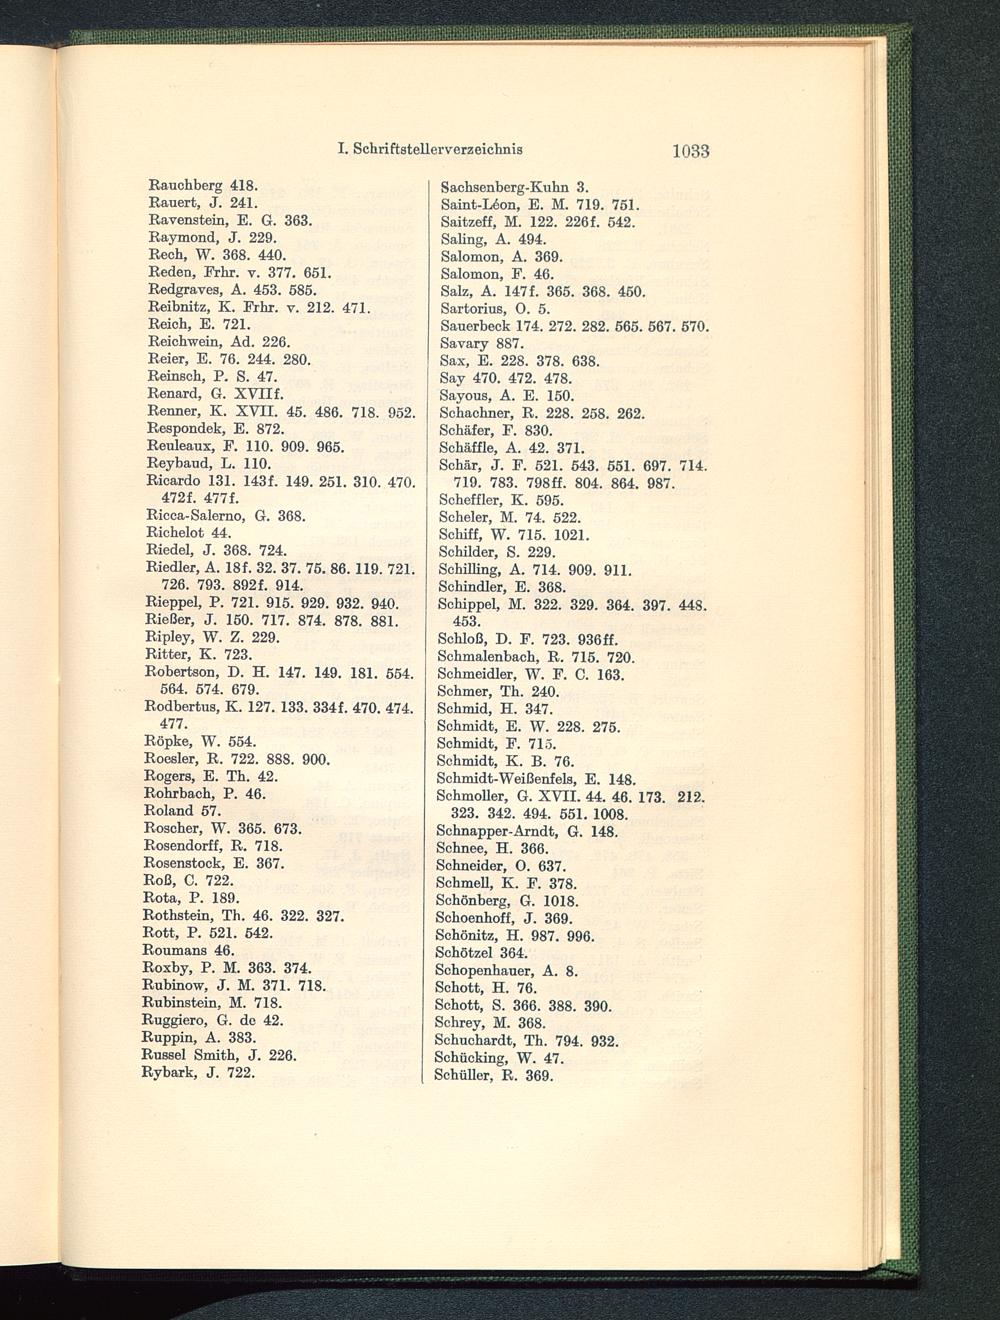 I. Schriftstellerverzeichnis 1033
Rauchberg 418.
Rauert, J. 241.
Ravenstein, E. G. 363.
Raymond, J. 229.
Rech, W. 368. 440.
Reden, Frhr. v. 377. 651.
Redgraves, A. 453. 585.
Reibnitz, K. Frhr. v. 212. 471.
Reich, E. 721.
Reichwein, Ad. 226.
Reier, E. 76. 244. 280.
Reinsch, P. S. 47.
Renard, G. XVIIf.
Renner, K. XVII. 45. 486. 718. 952.
Respondek, E. 872.
Reuleaux, F. 110. 909. 965.
Reybaud, L. 110.
Ricardo 131. 143f. 149. 251. 310. 470.
472f. 477f.
Ricca-Salerno, G. 368.
Richelot 44.
Riedel, J. 368. 724.
Riedler, A. 18f. 32. 37. 75. 86. 119. 721.
726. 793. 892f. 914.
Rieppel, P. 721. 915. 929. 932. 940.
Rießer, J. 150. 717. 874. 878. 881.
Ripley, W. Z. 229.
Ritter, K. 723.
Robertson, D. H. 147. 149. 181. 554.
564. 574. 679.
Rodbertus, K. 127. 133. 334f. 470. 474.
477.
Röpke, W. 554.
Roesler, R. 722. 888. 900.
Rogers, E. Th. 42.
Rohrbach, P. 46.
Roland 57.
Roscher, W. 365. 673.
Rosendorff, R. 718.
Rosenstock, E. 367.
Roß, C. 722.
Rota, P. 189.
Rothstein, Th. 46. 322. 327.
Rott, P. 521. 542.
Roumans 46.
Roxby, P. M. 363. 374.
Rubinow, J. M. 371. 718.
Rubinstein, M. 718.
Ruggiero, G. de 42.
Ruppin, A. 383.
Russel Smith, J. 226.
Rybark, J. 722.
Sachsenberg-Kuhn 3.
Saint-Léon, E. M. 719. 751.
Saitzeff, M. 122. 226f. 542.
Saling, A. 494.
Salomon, A. 369.
Salomon, F. 46.
Salz, A. 147f. 365. 368. 450.
Sartorius, O. 5.
Sauerbeck 174. 272. 282. 565. 567. 570.
Savary 887.
Sax, E. 228. 378. 638.
Say 470. 472. 478.
Sayous, A. E. 150.
Schachner, R. 228. 258. 262.
Schäfer, F. 830.
Schäffle, A. 42. 371.
Schär, J. F. 521. 543. 551. 697. 714.
719. 783. 798ff. 804. 864. 987.
Scheffler, K. 595.
Scheler, M. 74. 522.
Schiff, W. 715. 1021.
Schilder, S. 229.
Schilling, A. 714. 909. 911.
Schindler, E. 368.
Schippel, M. 322. 329. 364. 397. 448.
453.
Schloß, D. F. 723. 936ff.
Schmalenbach, R. 715. 720.
Schmeidler, W. F. C. 163.
Schmer, Th. 240.
Schmid, H. 347.
Schmidt, E. W. 228. 275.
Schmidt, F. 715.
Schmidt, K. B. 76.
Schmidt-Weißenfels, E. 148.
Schmoller, G. XVII. 44. 46. 173. 212.
323. 342. 494. 551. 1008.
Schnapper-Arndt, G. 148.
Schnee, H. 366.
Schneider, O. 637.
Schmell, K. F. 378.
Schönberg, G. 1018.
Schoenhoff, J. 369.
Schönitz, H. 987. 996.
Schötzel 364.
Schopenhauer, A. 8.
Schott, H. 76.
Schott, S. 366. 388. 390.
Schrey, M. 368.
Schuchardt, Th. 794. 932.
Schücking, W. 47.
Schüller, R. 369.